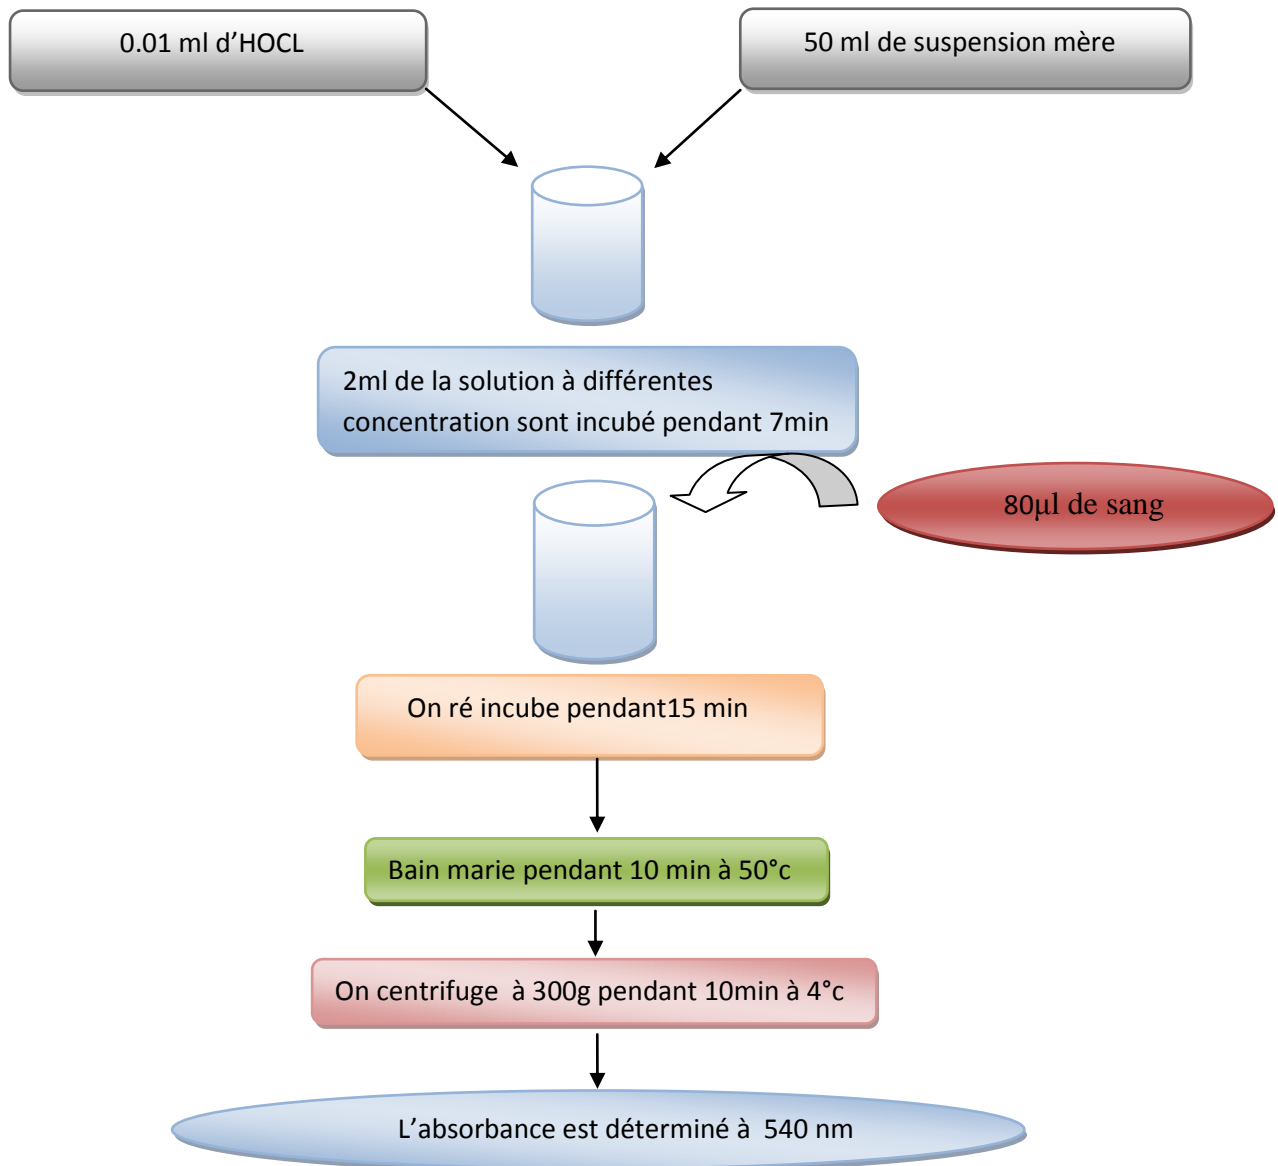 0.01 ml d’HOCL
50 ml de suspension mère
2ml de la solution à différentes
concentration sont incubé pendant 7min
80µl de sang
On ré incube pendant15 min
Bain marie pendant 10 min à 50°c
On centrifuge à 300g pendant 10min à 4°c
L’absorbance est déterminé à 540 nm